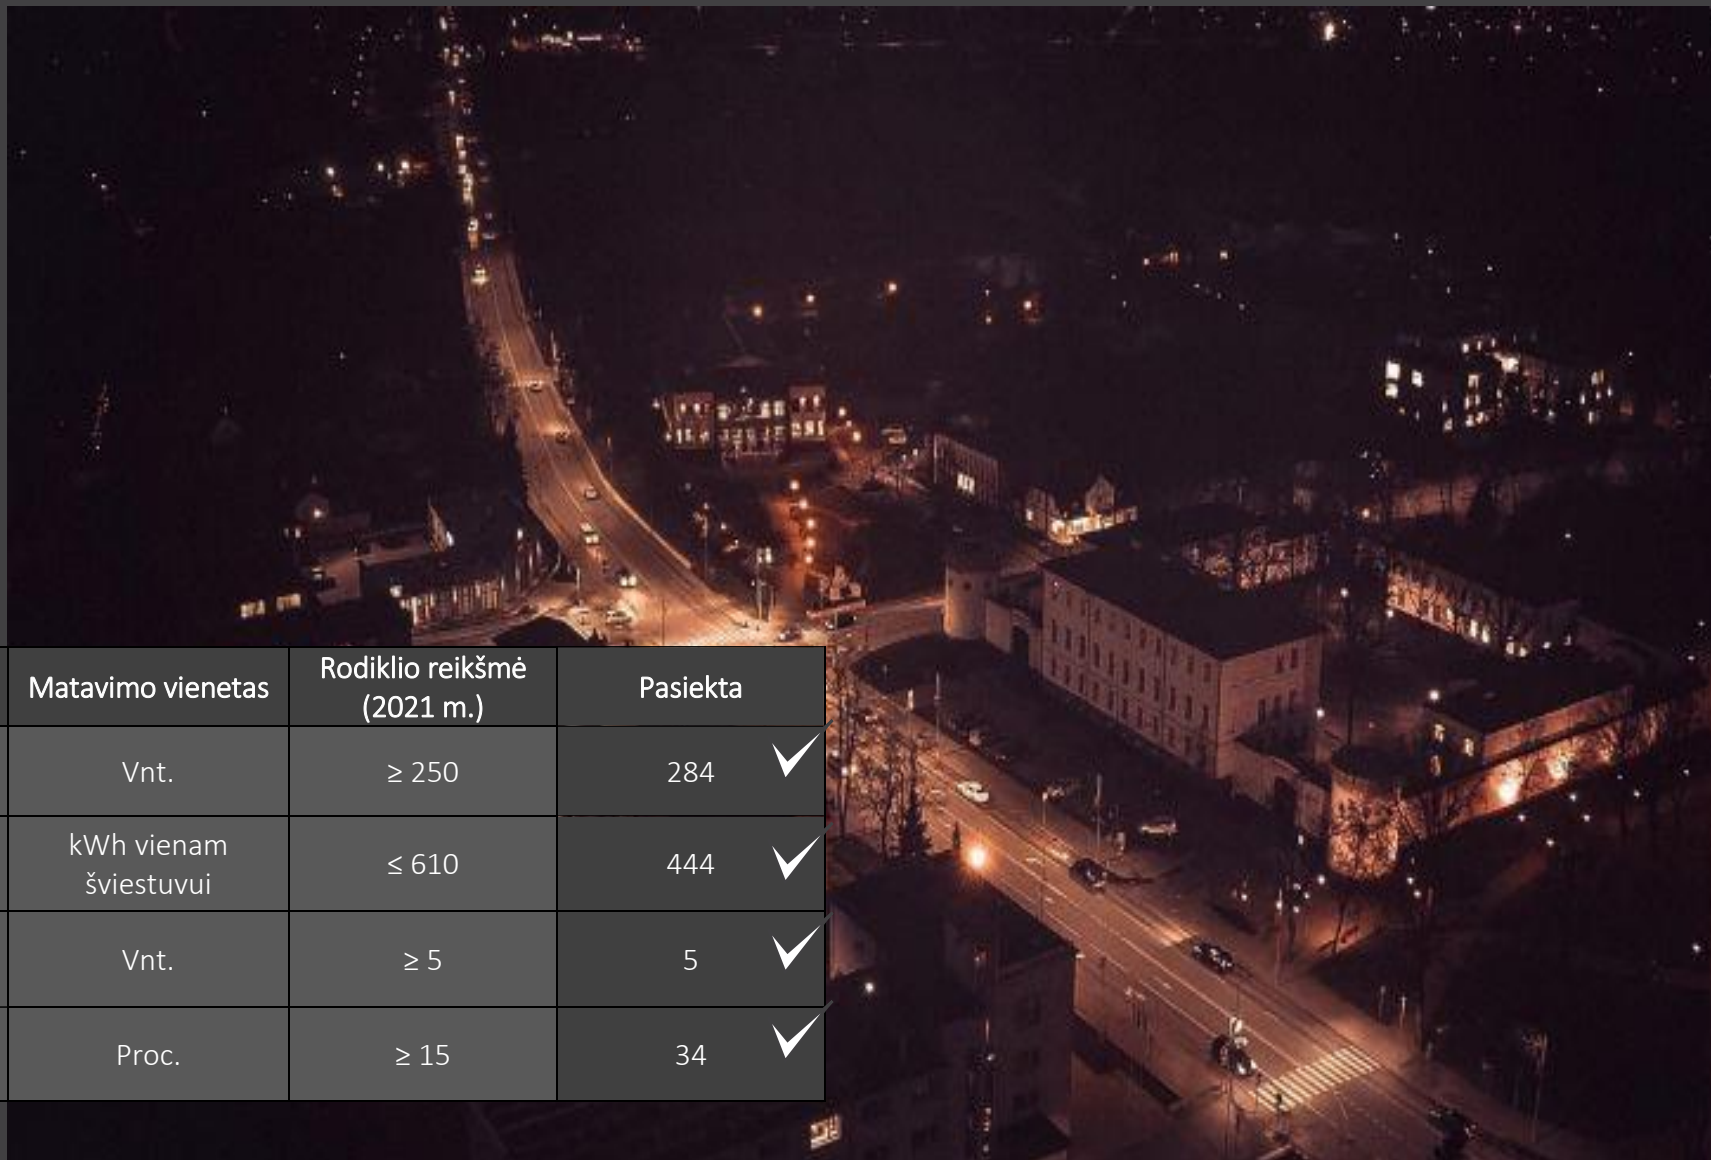 Matavimo vienetas
Rodiklio reikšmė
(2021 m.)
Pasiekta
Vnt.
≥ 250
284
kWh vienam
šviestuvui
≤ 610
444
Vnt.
≥ 5
5
Proc.
≥ 15
34